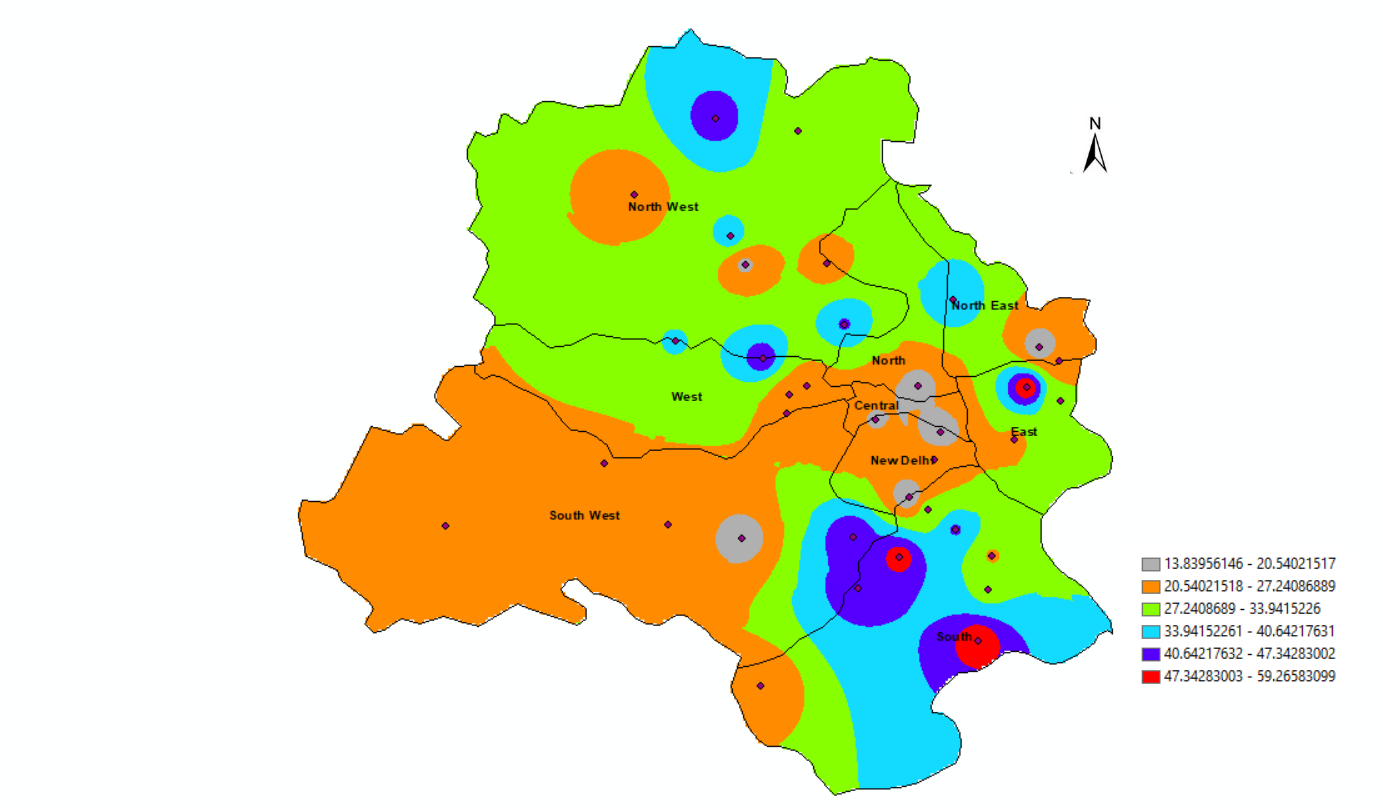 N
North West
North East
North
West
Central
East
New Delhi
South West
South
13.83956146 - 20.54021517
20.54021518 - 27.24086889
27.2408689 - 33.9415226
33.94152261 - 40.64217631
40.64217632 - 47.34283002
47.34283003 - 59.26583099